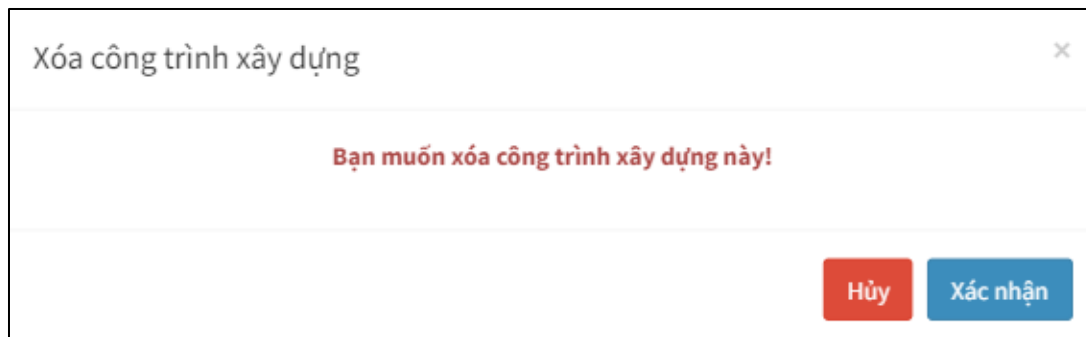 Xóa công trình xây dựng
×
Bạn muốn xóa công trình xây dựng này!
Hủy
Xác nhận